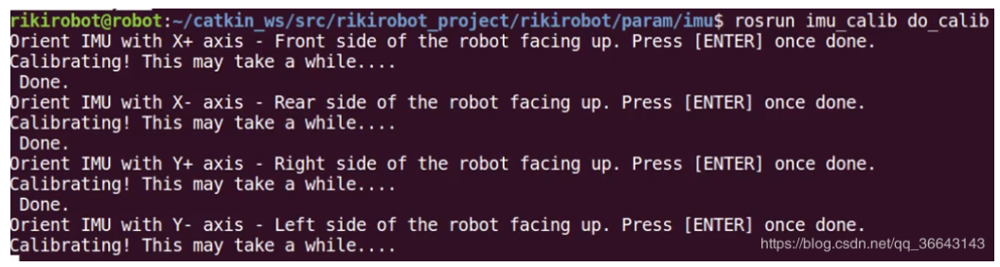 rikirobot@robot:~/catkin_ws/src/rikirobot_project/rikirobot/param/imu$ rosrun imu_calib do_calib
Orient IMU with X+ axis - Front side of the robot facing up. Press [ENTER] once done.
Calibrating! This may take a while....
Done.
Orient IMU with X- axis - Rear side of the robot facing up. Press [ENTER] once done.
Calibrating! This may take a while....
Done.
Orient IMU with Y+ axis - Right side of the robot facing up. Press [ENTER] once done.
Calibrating! This may take a while....
Done.
Orient IMU with Y- axis - Left side of the robot facing up. Press [ENTER] once done.
Calibrating! This may take a while....
https://blog.csdn.net/qq_36643143